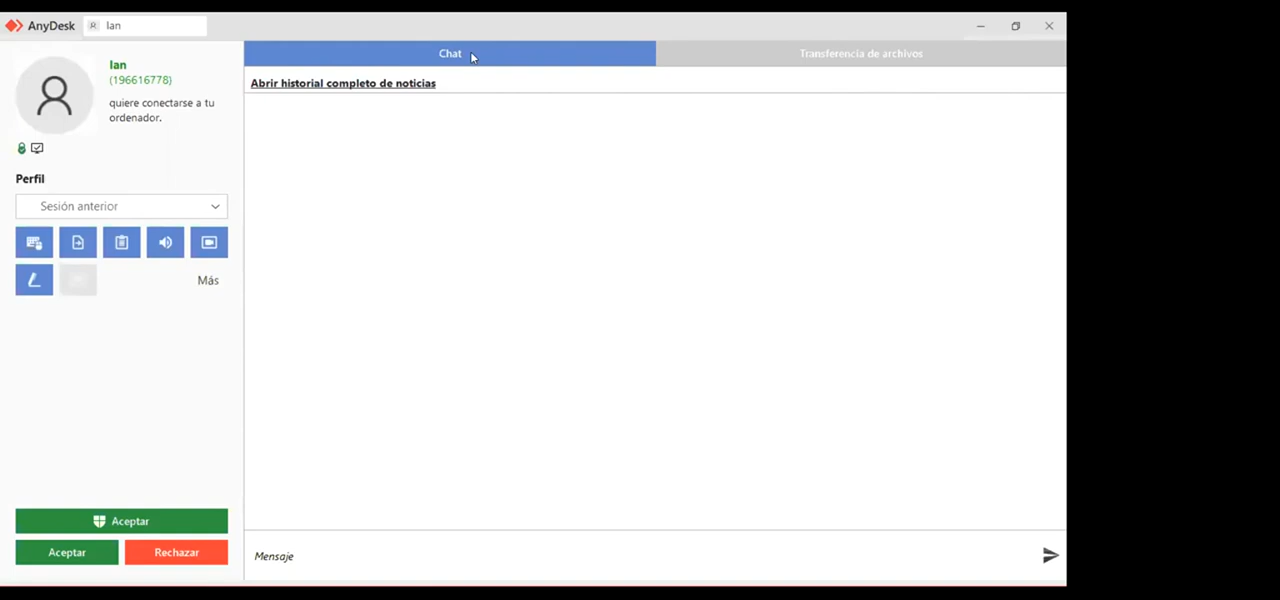 AnyDesk
Ian
Ian
(196616778)
quiere conectarse a tu
ordenador.
Perfil
Sesión anterior
Más
Aceptar
Aceptar
Rechazar
Chat
Transferencia de archivos
Abrir historial completo de noticias
Mensaje